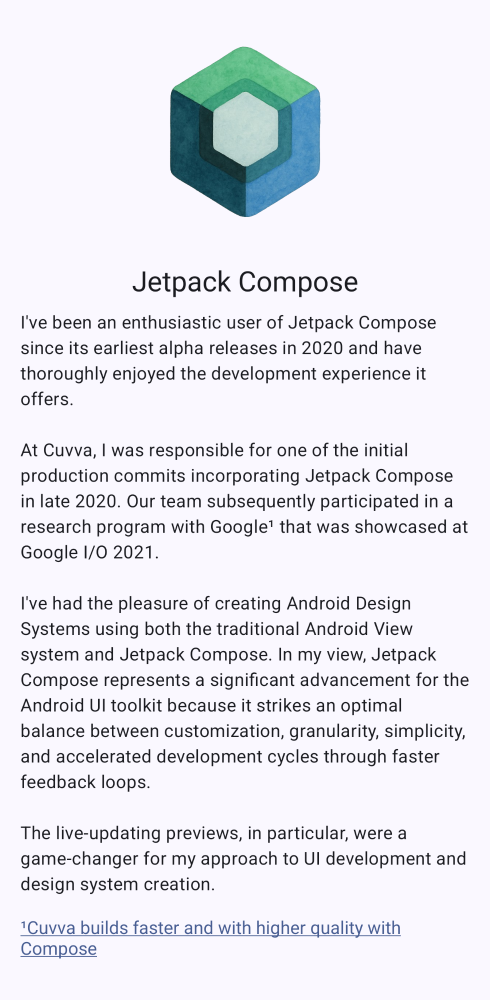 Jetpack Compose
I've been an enthusiastic user of Jetpack Compose
since its earliest alpha releases in 2020 and have
thoroughly enjoyed the development experience it
offers.
At Cuvva, I was responsible for one of the initial
production commits incorporating Jetpack Compose
in late 2020. Our team subsequently participated in a
research program with Google¹ that was showcased at
Google I/O 2021.
I've had the pleasure of creating Android Design
Systems using both the traditional Android View
system and Jetpack Compose. In my view, Jetpack
Compose represents a significant advancement for the
Android UI toolkit because it strikes an optimal
balance between customization, granularity, simplicity,
and accelerated development cycles through faster
feedback loops.
The live-updating previews, in particular, were a
game-changer for my approach to UI development and
design system creation.
¹Cuvva builds faster and with higher quality with
Compose